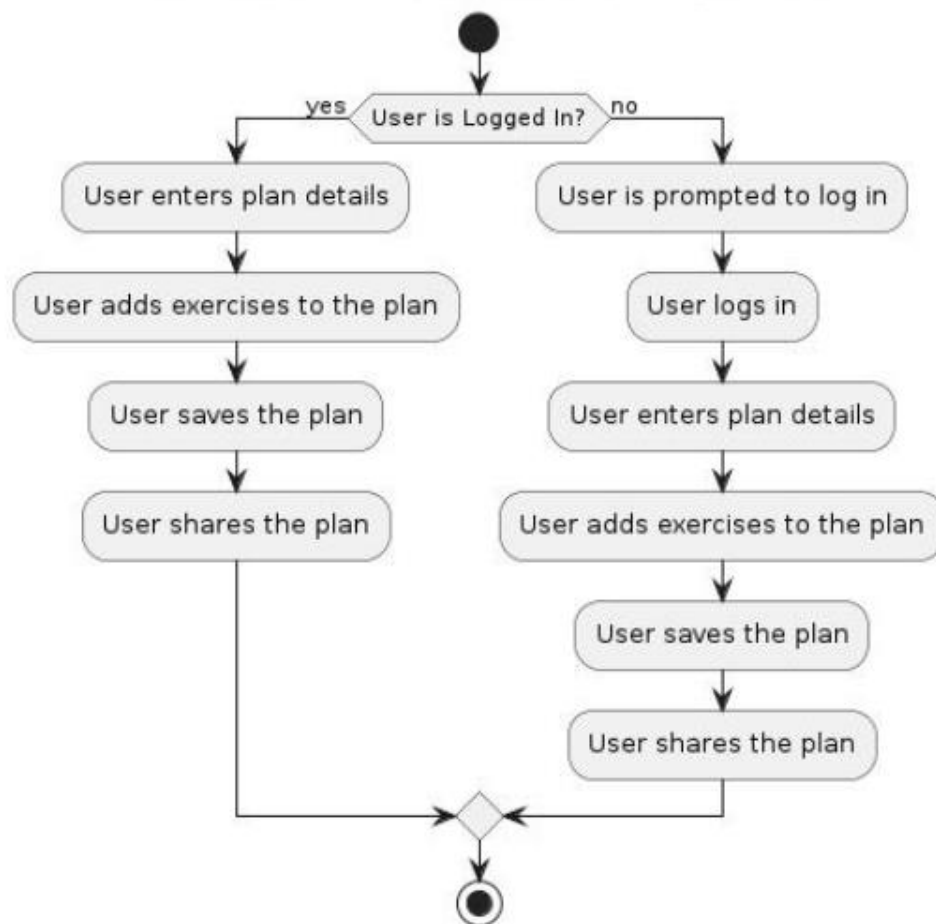 yes
User is Logged In?
no
User enters plan details
User is prompted to log in
User adds exercises to the plan
User logs in
User saves the plan
User enters plan details
User shares the plan
User adds exercises to the plan
User saves the plan
User shares the plan